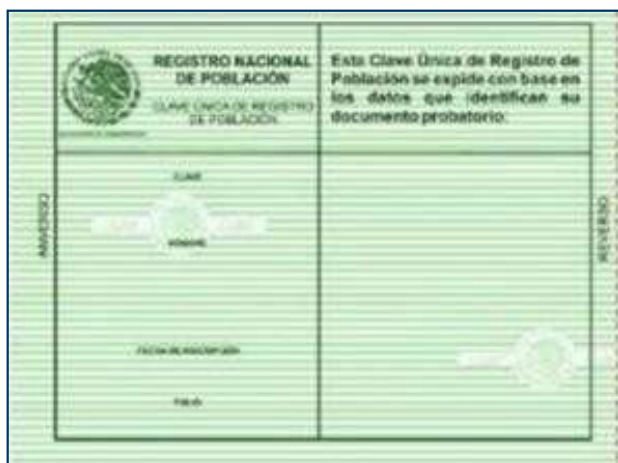 REGISTRO NACIONAL
DE POBLACIÓN
CLAVE ÚNICA DE REGISTRO
DE POBLACIÓN
Esta Clave Única de Registro de
Población se expide con base en
los datos que identifican su
documento probatorio:
ANVERSO
CLAVE
NOMBRE
FECHA DE INSCRIPCIÓN
FOLIO
REVERSO